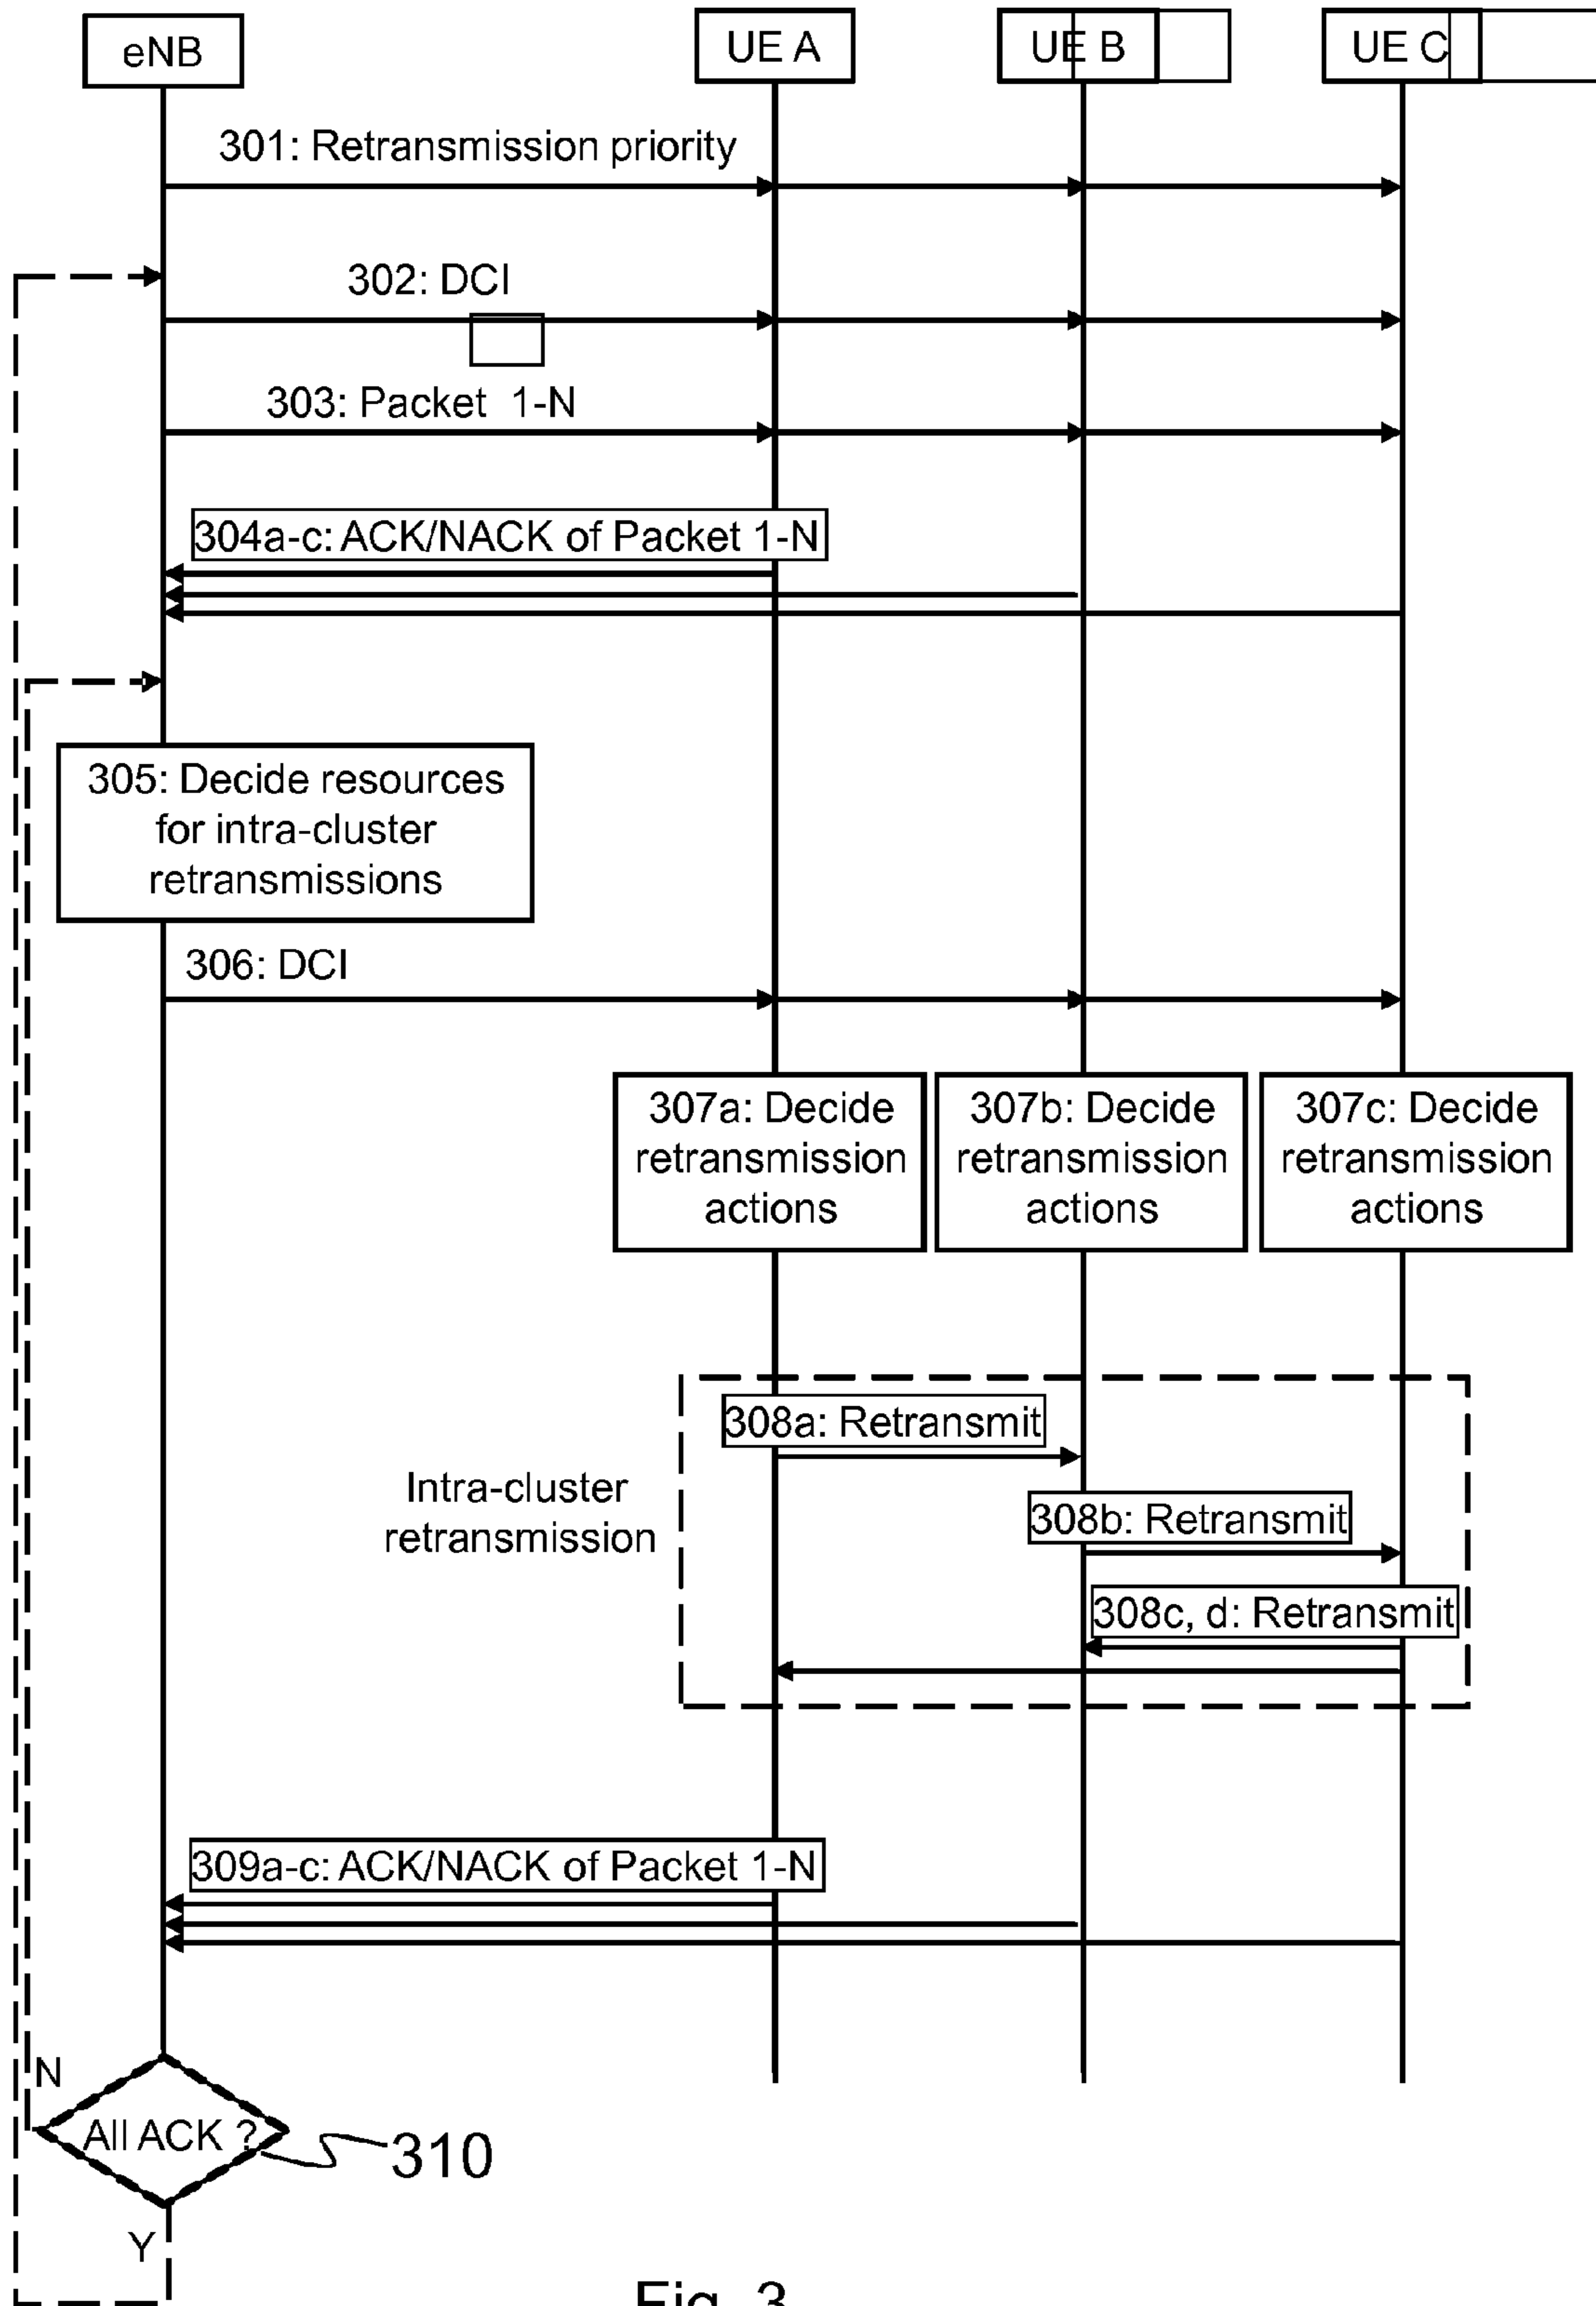 eNB
UE A
UE B
UE C
301: Retransmission priority
302: DCI
303: Packet 1-N
304a-c: ACK/NACK of Packet 1-N
305: Decide resources
for intra-cluster
retransmissions
306: DCI
307a: Decide
retransmission
actions
307b: Decide
retransmission
actions
307c: Decide
retransmission
actions
308a: Retransmit
Intra-cluster
retransmission
308b: Retransmit
308c, d: Retransmit
309a-c: ACK/NACK of Packet 1-N
N
All ACK ?
310
Y
Fig. 3